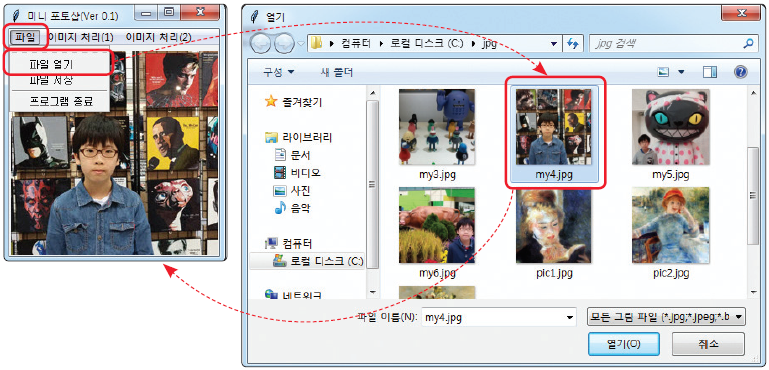 미니 포토샵(Ver 0.1)
파일 이미지 처리(1) 이미지 처리(2)
파일 열기
파일 저장
프로그램 종료
열기
컴퓨터 ▸ 로컬 디스크 (C:) ▸ jpg
jpg 검색
구성 새 폴더
즐겨찾기
라이브러리
문서
비디오
사진
음악
컴퓨터
로컬 디스크 (C:)
네트워크
my3.jpg my4.jpg my5.jpg
my6.jpg pic1.jpg pic2.jpg
파일 이름(N): my4.jpg 모든 그림 파일 (*.jpg;*.jpeg;*.b
열기(O) 취소